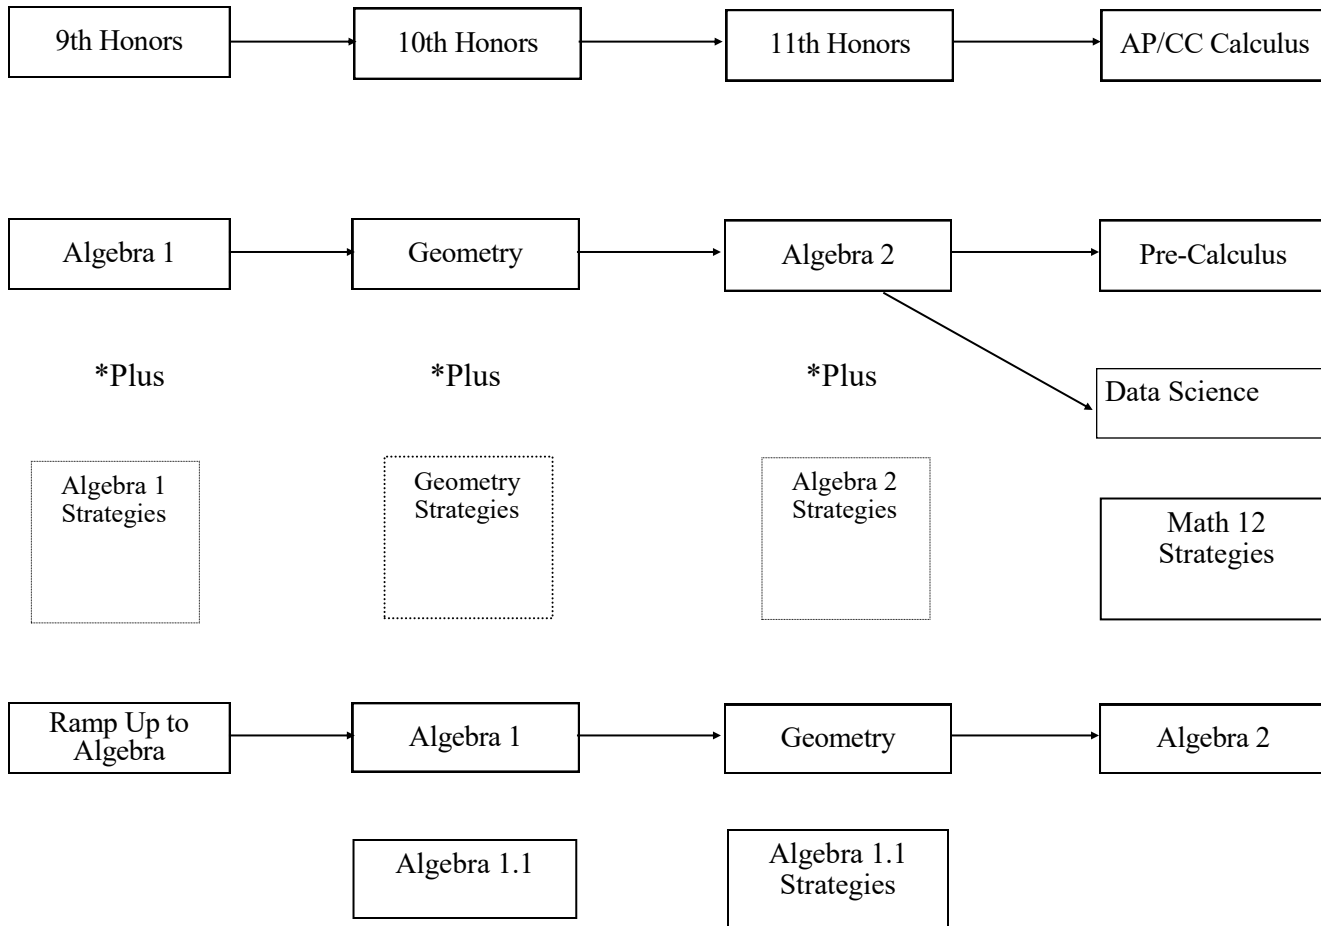 9th Honors
10th Honors
11th Honors
AP/CC Calculus
Algebra 1
Geometry
Algebra 2
Pre-Calculus
*Plus
*Plus
*Plus
Data Science
Algebra 1
Strategies
Geometry
Strategies
Algebra 2
Strategies
Math 12
Strategies
Ramp Up to
Algebra
Algebra 1
Geometry
Algebra 2
Algebra 1.1
Algebra 1.1
Strategies